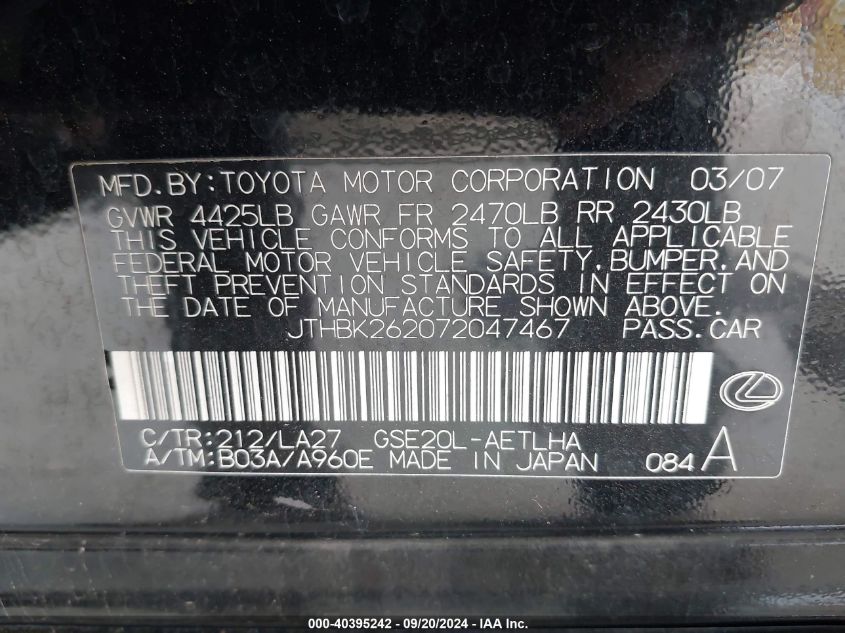 MFD.BY:TOYOTA MOTOR CORPORATION 03/07
GVWR 4425LB GAWR FR 2470LB RR 2430LB
THIS VEHICLE CONFORMS TO ALL APPLICABLE
FEDERAL MOTOR VEHICLE SAFETY,BUMPER,AND
THEFT PREVENTION STANDARDS IN EFFECT ON
THE DATE OF MANUFACTURE SHOWN ABOVE.
JTHBK262072047467 PASS.CAR
C/TR:212/LA27 GSE20L-AETLHA
A/TM:B03A/A960E MADE IN JAPAN 084A
000-40395242 - 09/20/2024 - IAA Inc.